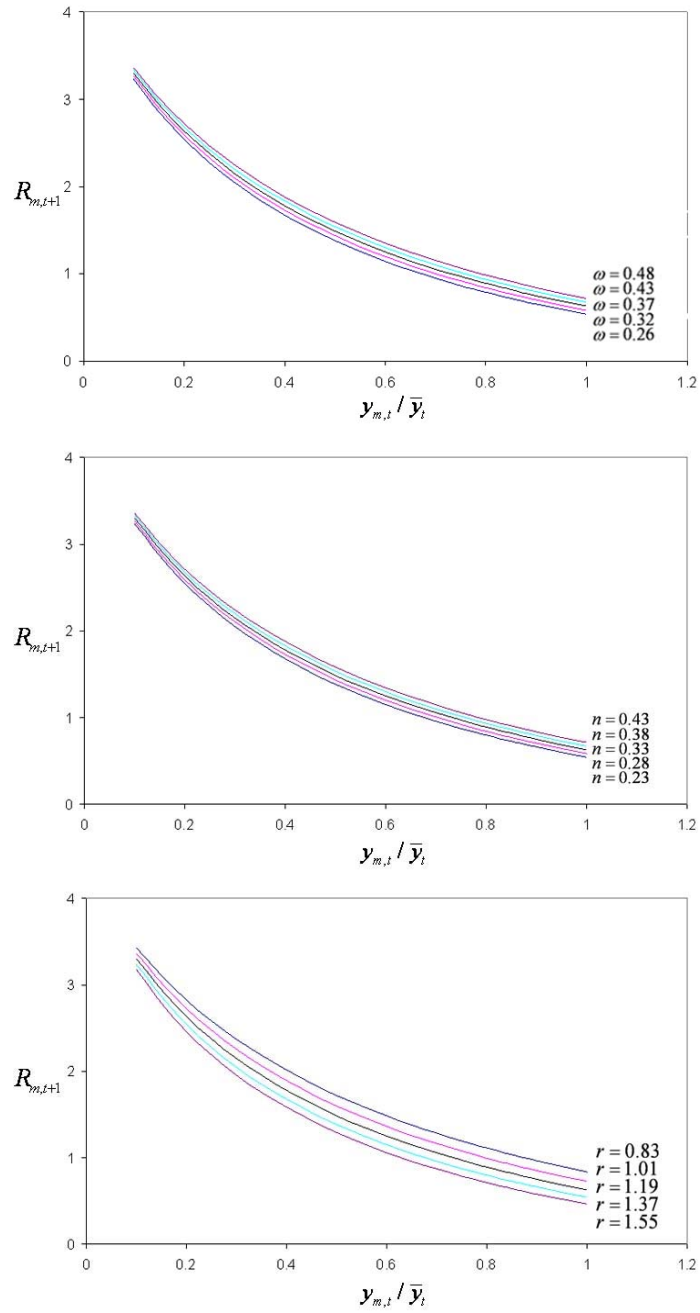 4
3
R_{m,t+1}
2
1
0
ω = 0.48
ω = 0.43
ω = 0.37
ω = 0.32
ω = 0.26
0 0.2 0.4 0.6 0.8 1 1.2
y_{m,t} / ȳ_t
4
3
R_{m,t+1}
2
1
0
n = 0.43
n = 0.38
n = 0.33
n = 0.28
n = 0.23
0 0.2 0.4 0.6 0.8 1 1.2
y_{m,t} / ȳ_t
4
3
R_{m,t+1}
2
1
0
r = 0.83
r = 1.01
r = 1.19
r = 1.37
r = 1.55
0 0.2 0.4 0.6 0.8 1 1.2
y_{m,t} / ȳ_t